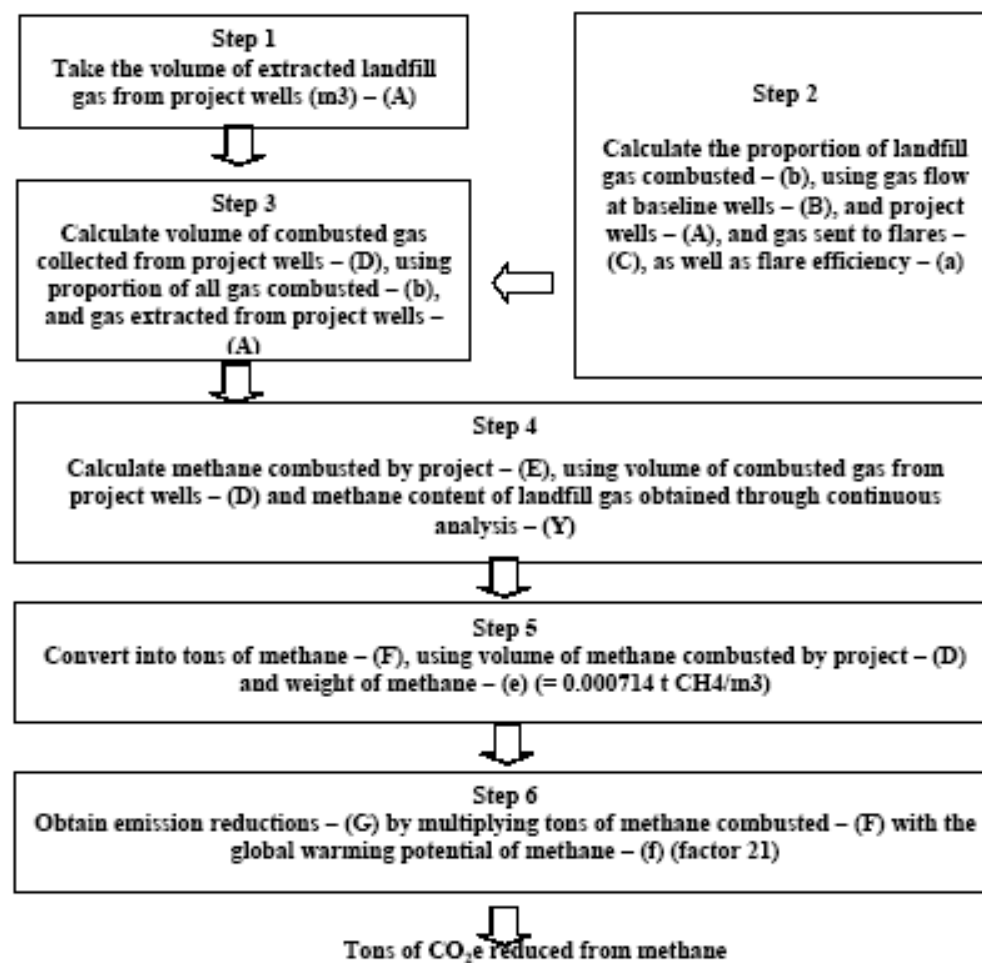 Step 1
Take the volume of extracted landfill
gas from project wells (m3) – (A)
Step 2
Calculate the proportion of landfill
gas combusted – (b), using gas flow
at baseline wells – (B), and project
wells – (A), and gas sent to flares –
(C), as well as flare efficiency – (a)
Step 3
Calculate volume of combusted gas
collected from project wells – (D), using
proportion of all gas combusted – (b),
and gas extracted from project wells –
(A)
Step 4
Calculate methane combusted by project – (E), using volume of combusted gas from
project wells – (D) and methane content of landfill gas obtained through continuous
analysis – (Y)
Step 5
Convert into tons of methane – (F), using volume of methane combusted by project – (D)
and weight of methane – (e) (= 0.000714 t CH4/m3)
Step 6
Obtain emission reductions – (G) by multiplying tons of methane combusted – (F) with the
global warming potential of methane – (f) (factor 21)
Tons of CO₂e reduced from methane